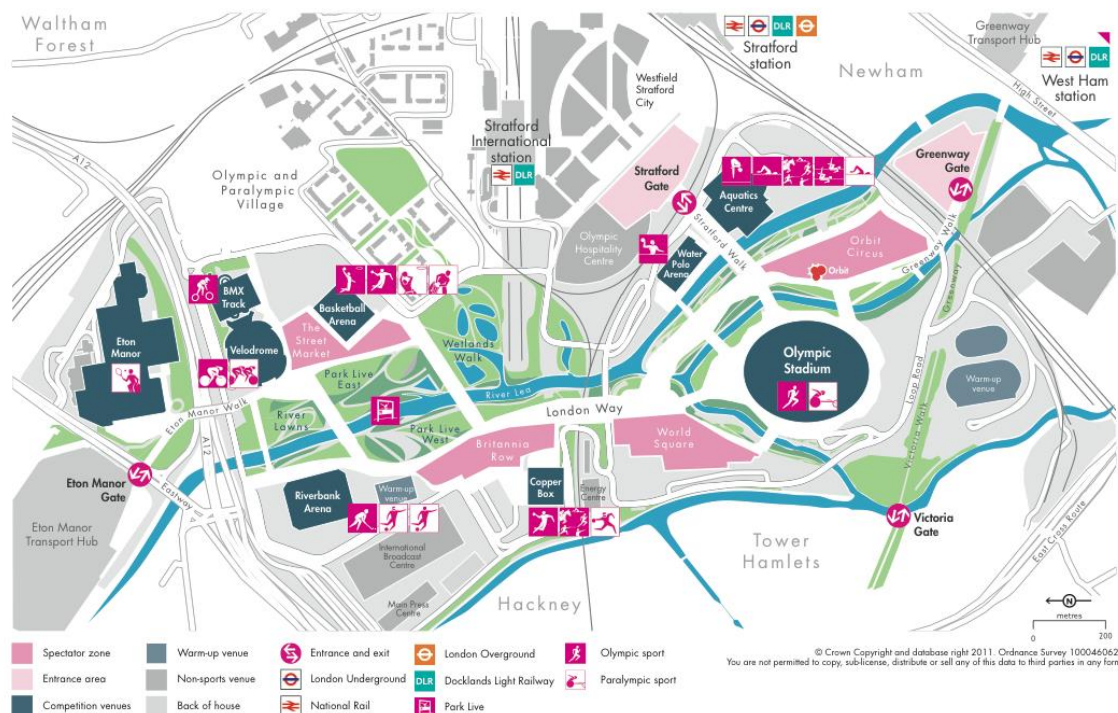 Waltham
Forest
DLR
Stratford
station
Greenway
Transport Hub
DLR
West Ham
station
Newham
High Street
Westfield
Stratford
City
A12
Stratford
International
station
DLR
Olympic and
Paralympic
Village
Stratford
Gate
Aquatics
Centre
Greenway
Gate
Olympic
Hospitality
Centre
Water
Polo
Arena
Stratford Walk
Orbit
Circus
Orbit
Greenway Walk
Greenway
BMX
Track
Basketball
Arena
Eton
Manor
Velodrome
The
Street
Market
Wetlands
Walk
Olympic
Stadium
Warm-up
venue
Park Live
East
River Lea
London Way
Loop Road
Eton Manor Walk
River
Lawns
Park Live
West
Britannia
Row
World
Square
Victoria Walk
A12
Eton Manor
Gate
Eastway
Riverbank
Arena
Warm-up
venue
Copper
Box
Energy
Centre
Victoria
Gate
Eton Manor
Transport Hub
International
Broadcast
Centre
Main Press
Centre
Tower
Hamlets
East Cross Route
Hackney
N
metres
0 200
Spectator zone
Entrance area
Competition venues
Warm-up venue
Non-sports venue
Back of house
Entrance and exit
London Underground
National Rail
London Overground
DLR Docklands Light Railway
Park Live
Olympic sport
Paralympic sport
© Crown Copyright and database right 2011. Ordnance Survey 100046062
You are not permitted to copy, sub-license, distribute or sell any of this data to third parties in any form